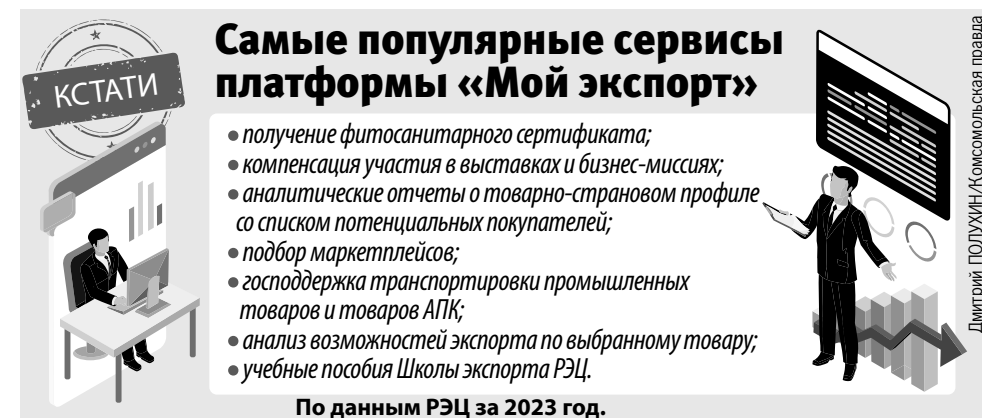 КСТАТИ
Самые популярные сервисы
платформы «Мой экспорт»
● получение фитосанитарного сертификата;
● компенсация участия в выставках и бизнес-миссиях;
● аналитические отчеты о товарно-страновом профиле
со списком потенциальных покупателей;
● подбор маркетплейсов;
● господдержка транспортировки промышленных
товаров и товаров АПК;
● анализ возможностей экспорта по выбранному товару;
● учебные пособия Школы экспорта РЭЦ.
По данным РЭЦ за 2023 год.
Дмитрий ПОЛУХИН/Комсомольская правда